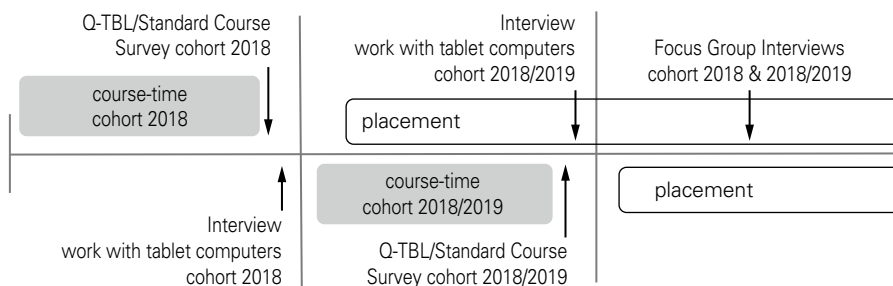 Q-TBL/Standard Course
Survey cohort 2018
Interview
work with tablet computers
cohort 2018/2019
Focus Group Interviews
cohort 2018 & 2018/2019
course-time
cohort 2018
placement
course-time
cohort 2018/2019
placement
Interview
work with tablet computers
cohort 2018
Q-TBL/Standard Course
Survey cohort 2018/2019